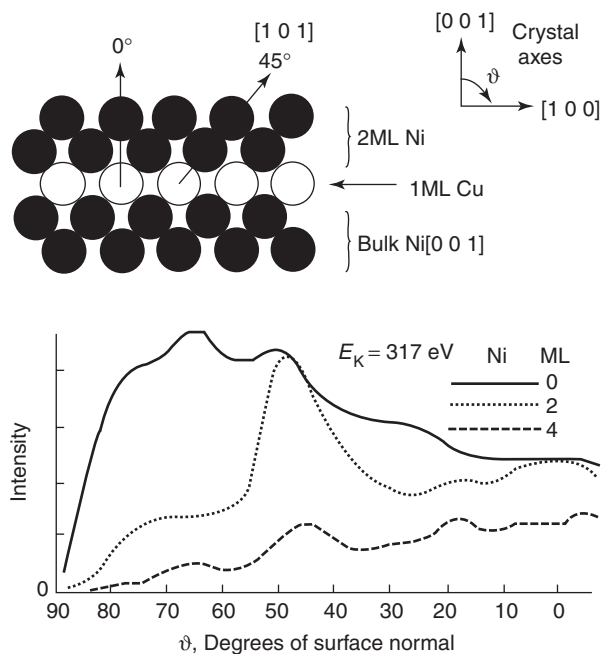 0°
[1 0 1]
45°
[0 0 1]
Crystal
axes
ϑ
[1 0 0]
2ML Ni
1ML Cu
Bulk Ni[0 0 1]
E_K = 317 eV
Ni ML
0
2
4
Intensity
0
90 80 70 60 50 40 30 20 10 0
ϑ, Degrees of surface normal